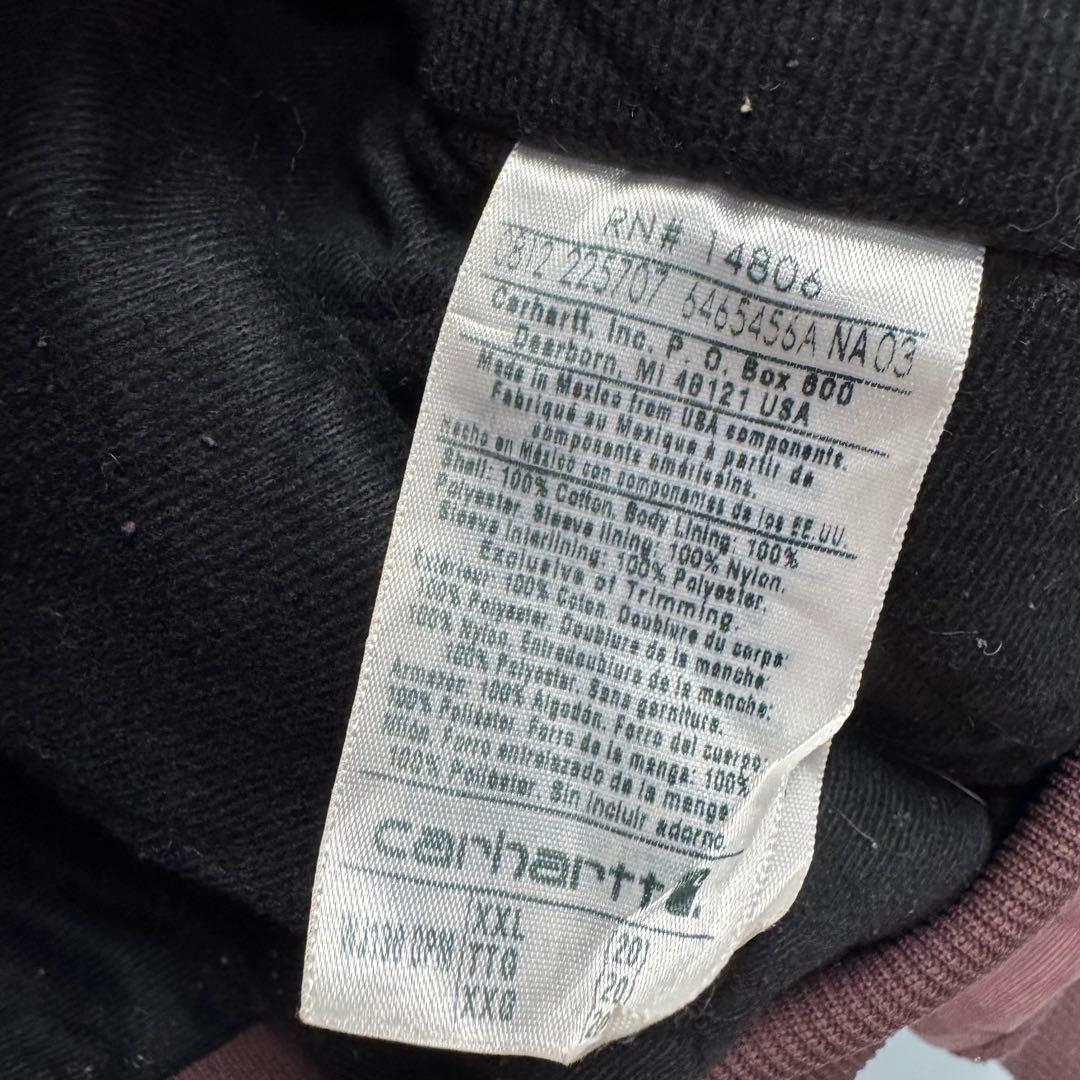 RN# 14806
0812 225707 6465456A NA 03
Carhartt, Inc. P. O. Box 600
Dearborn, MI 48121 USA
Made in Mexico from USA components.
Fabriqué au Mexique à partir de
composants américains.
Hecho en México con componentes de los EE.UU.
Shell: 100% Cotton. Body Lining: 100%
Polyester. Sleeve lining: 100% Nylon.
Sleeve Interlining: 100% Polyester.
Exclusive of Trimming.
Extérieur: 100% Coton. Doublure du corps:
100% Polyester. Doublure de la manche:
100% Nylon. Entredoublure de la manche:
100% Polyester. Sans garniture.
Armazon: 100% Algodón. Forro del cuerpo:
100% Poliéster. Forro de la manga: 100%
Nilon. Forro entrelazado de la manga
100% Poliéster. Sin incluir adorno.
carhartt
XXL
DPW TTG
XXG